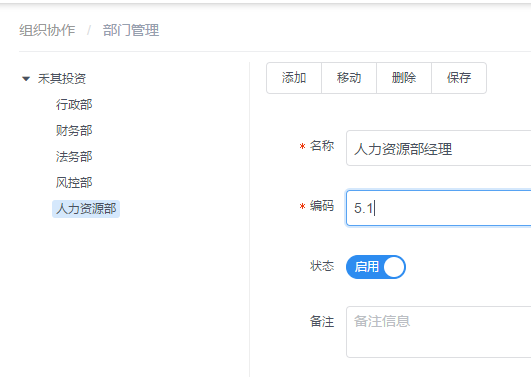 组织协作 / 部门管理
禾其投资
行政部
财务部
法务部
风控部
人力资源部
添加 移动 删除 保存
* 名称 人力资源部经理
* 编码 5.1
状态 启用
备注 备注信息